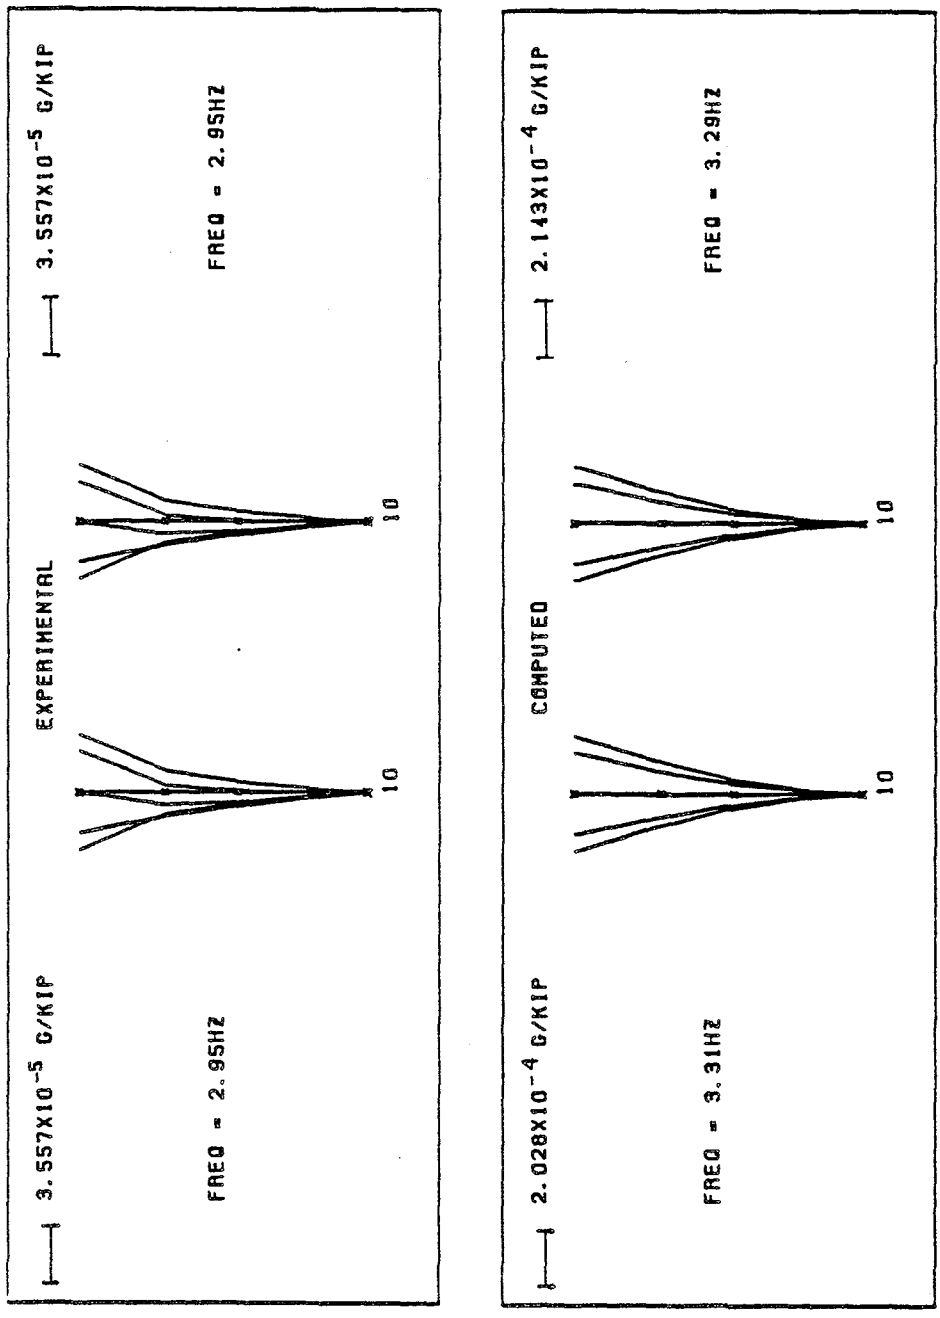 EXPERIMENTAL
3.557X10⁻⁵ G/KIP
3.557X10⁻⁵ G/KIP
FREQ = 2.95HZ
FREQ = 2.95HZ
10
10
COMPUTED
2.028X10⁻⁴ G/KIP
2.143X10⁻⁴ G/KIP
FREQ = 3.31HZ
FREQ = 3.29HZ
10
10